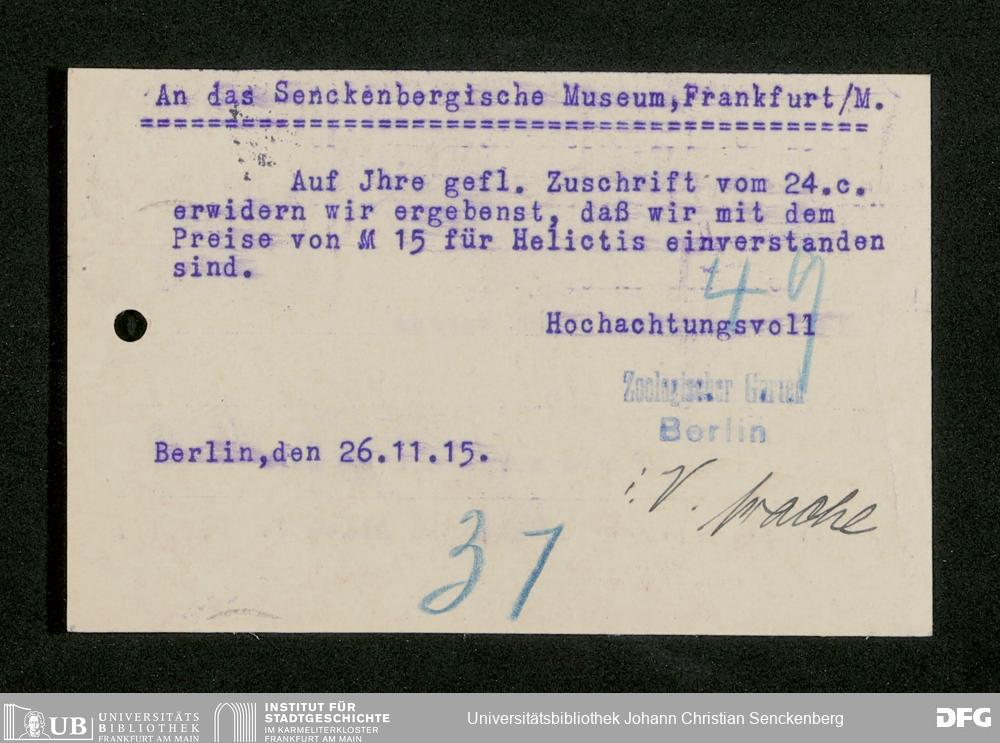 An das Senckenbergische Museum,Frankfurt/M.
===========================================
Auf Jhre gefl. Zuschrift vom 24.c.
erwidern wir ergebenst, daß wir mit dem
Preise von M 15 für Helictis einverstanden
sind.
49
Hochachtungsvoll
Zoologischer Garten
Berlin
Berlin,den 26.11.15.
i.V.
37
UB UNIVERSITÄTS
BIBLIOTHEK
FRANKFURT AM MAIN
INSTITUT FÜR
STADTGESCHICHTE
IM KARMELITERKLOSTER
FRANKFURT AM MAIN
Universitätsbibliothek Johann Christian Senckenberg
DFG